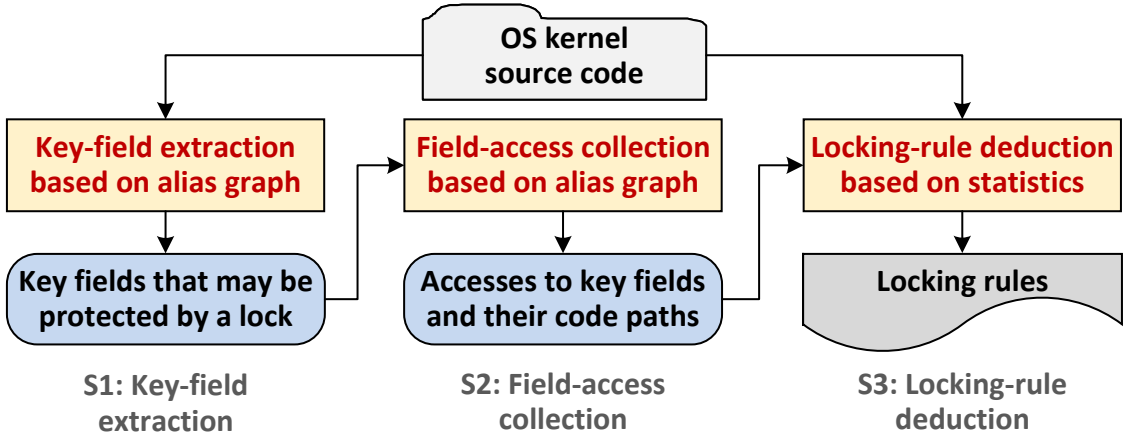 OS kernel
source code
Key-field extraction
based on alias graph
Field-access collection
based on alias graph
Locking-rule deduction
based on statistics
Key fields that may be
protected by a lock
Accesses to key fields
and their code paths
Locking rules
S1: Key-field
extraction
S2: Field-access
collection
S3: Locking-rule
deduction